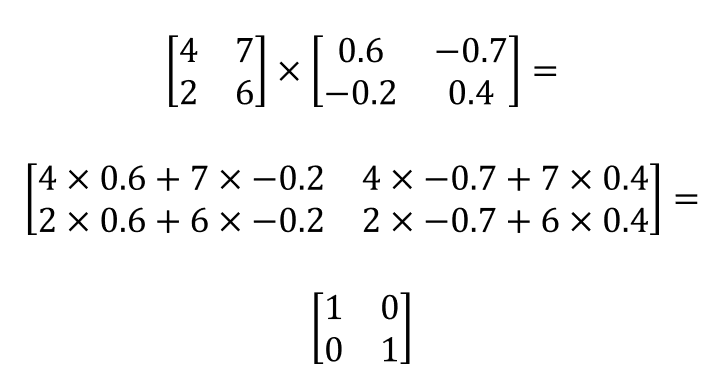 [4 7] × [0.6 −0.7] =
[2 6] [−0.2 0.4]
[4 × 0.6 + 7 × −0.2 4 × −0.7 + 7 × 0.4] =
[2 × 0.6 + 6 × −0.2 2 × −0.7 + 6 × 0.4]
[1 0]
[0 1]